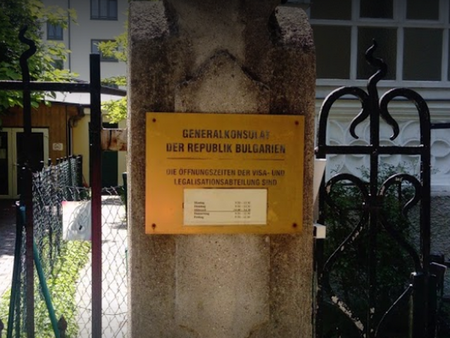 GENERALKONSULAT
DER REPUBLIK BULGARIEN
DIE ÖFFNUNGSZEITEN DER VISA- UND
LEGALISATIONSABTEILUNG SIND